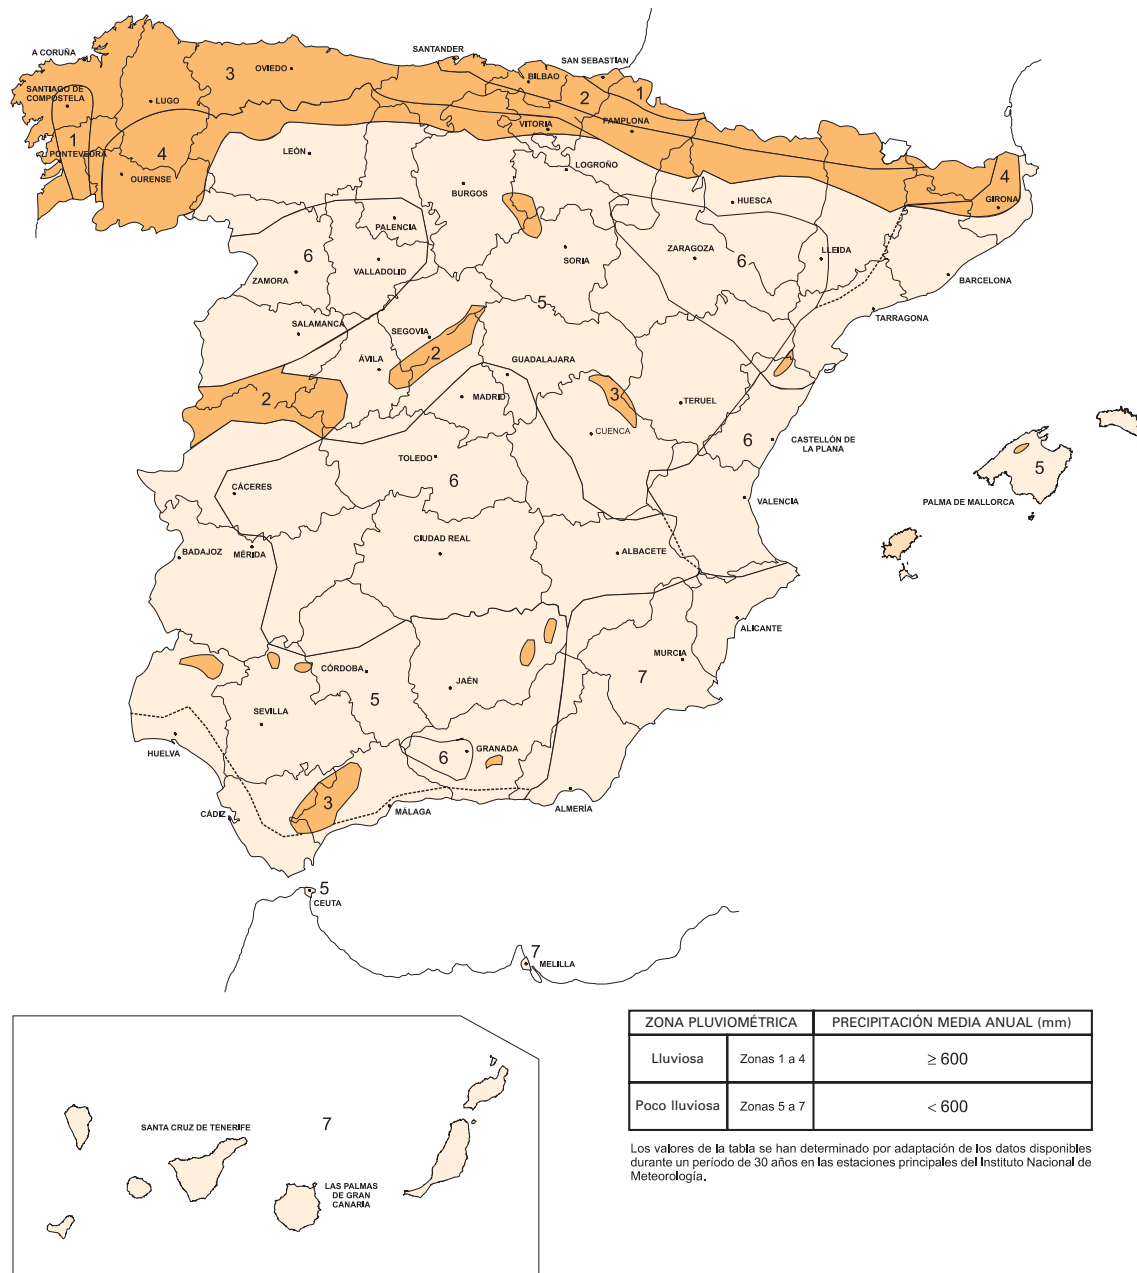 A CORUÑA
SANTANDER
SAN SEBASTÍAN
3
OVIEDO
BILBAO
SANTIAGO DE
COMPOSTELA
LUGO
2
1
VITORIA
PAMPLONA
1
PONTEVEDRA
4
LEÓN
LOGROÑO
OURENSE
4
BURGOS
HUESCA
GIRONA
PALENCIA
6
ZAMORA
VALLADOLID
SORIA
ZARAGOZA
6
LLEIDA
BARCELONA
5
TARRAGONA
SALAMANCA
SEGOVIA
2
ÁVILA
GUADALAJARA
2
MADRID
3
TERUEL
CUENCA
6
CASTELLÓN DE
LA PLANA
TOLEDO
6
5
CÁCERES
VALENCIA
PALMA DE MALLORCA
CIUDAD REAL
BADAJOZ
MÉRIDA
ALBACETE
ALICANTE
MURCIA
CÓRDOBA
7
JAÉN
5
SEVILLA
HUELVA
6
GRANADA
3
CÁDIZ
MÁLAGA
ALMERÍA
5
CEUTA
7
MELILLA
7
SANTA CRUZ DE TENERIFE
LAS PALMAS
DE GRAN
CANARIA
ZONA PLUVIOMÉTRICA PRECIPITACIÓN MEDIA ANUAL (mm)
Lluviosa Zonas 1 a 4 ≥ 600
Poco lluviosa Zonas 5 a 7 < 600
Los valores de la tabla se han determinado por adaptación de los datos disponibles
durante un período de 30 años en las estaciones principales del Instituto Nacional de
Meteorología.